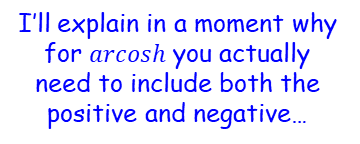 I'll explain in a moment why
for arcosh you actually
need to include both the
positive and negative…